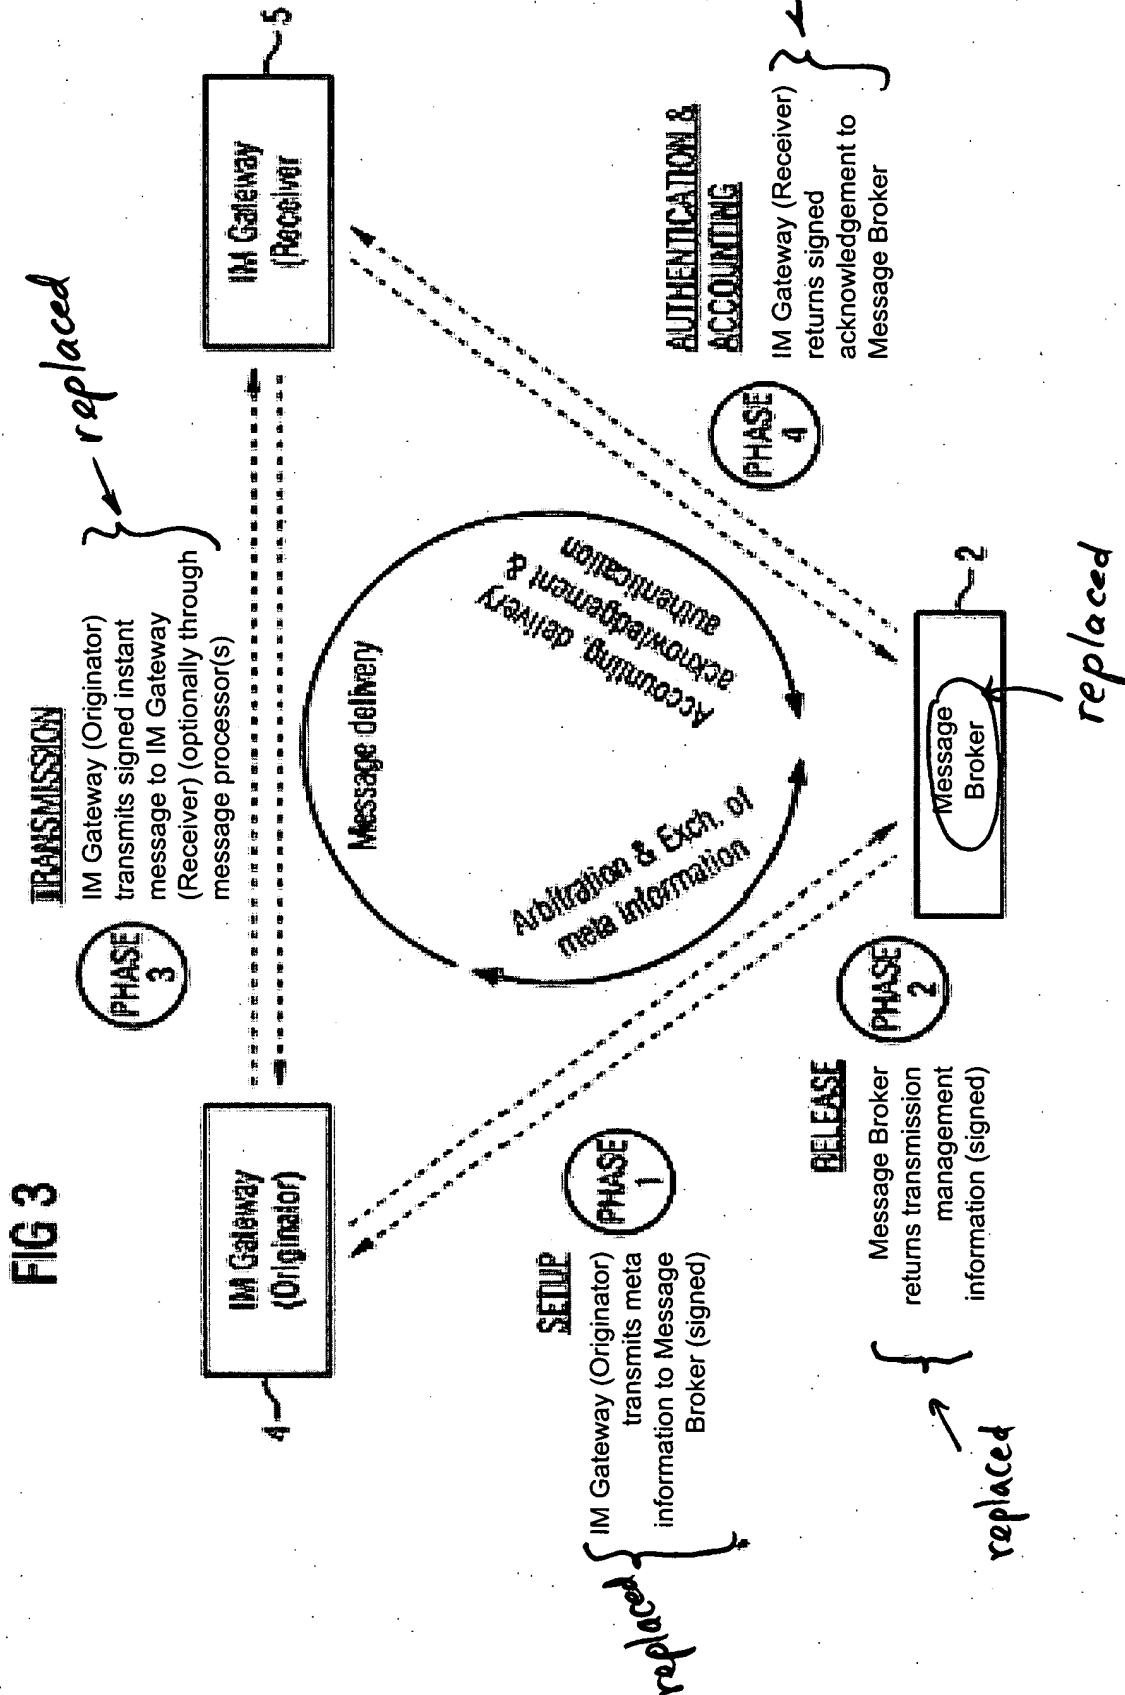 FIG 3
TRANSMISSION
PHASE
3
IM Gateway (Originator)
transmits signed instant
message to IM Gateway
(Receiver) (optionally through
message processor(s)
replaced
4
IM Gateway
(Originator)
IM Gateway
(Receiver
5
Message delivery
Arbitration & Exch. of
meta information
Accounting, delivery
acknowledgement &
authentication
SETUP
PHASE
1
IM Gateway (Originator)
transmits meta
information to Message
Broker (signed)
replaced
RELEASE
PHASE
2
Message Broker
returns transmission
management
information (signed)
replaced
Message
Broker
2
replaced
AUTHENTICATION &
ACCOUNTING
PHASE
4
IM Gateway (Receiver)
returns signed
acknowledgement to
Message Broker